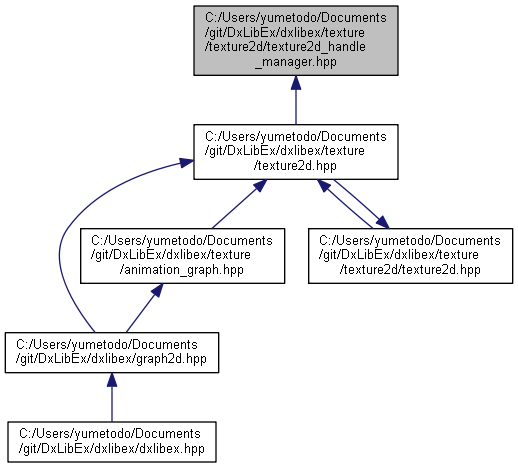 C:/Users/yumetodo/Documents
/git/DxLibEx/dxlibex/texture
/texture2d/texture2d_handle
_manager.hpp
C:/Users/yumetodo/Documents
/git/DxLibEx/dxlibex/texture
/texture2d.hpp
C:/Users/yumetodo/Documents
/git/DxLibEx/dxlibex/texture
/animation_graph.hpp
C:/Users/yumetodo/Documents
/git/DxLibEx/dxlibex/texture
/texture2d/texture2d.hpp
C:/Users/yumetodo/Documents
/git/DxLibEx/dxlibex/graph2d.hpp
C:/Users/yumetodo/Documents
/git/DxLibEx/dxlibex/dxlibex.hpp